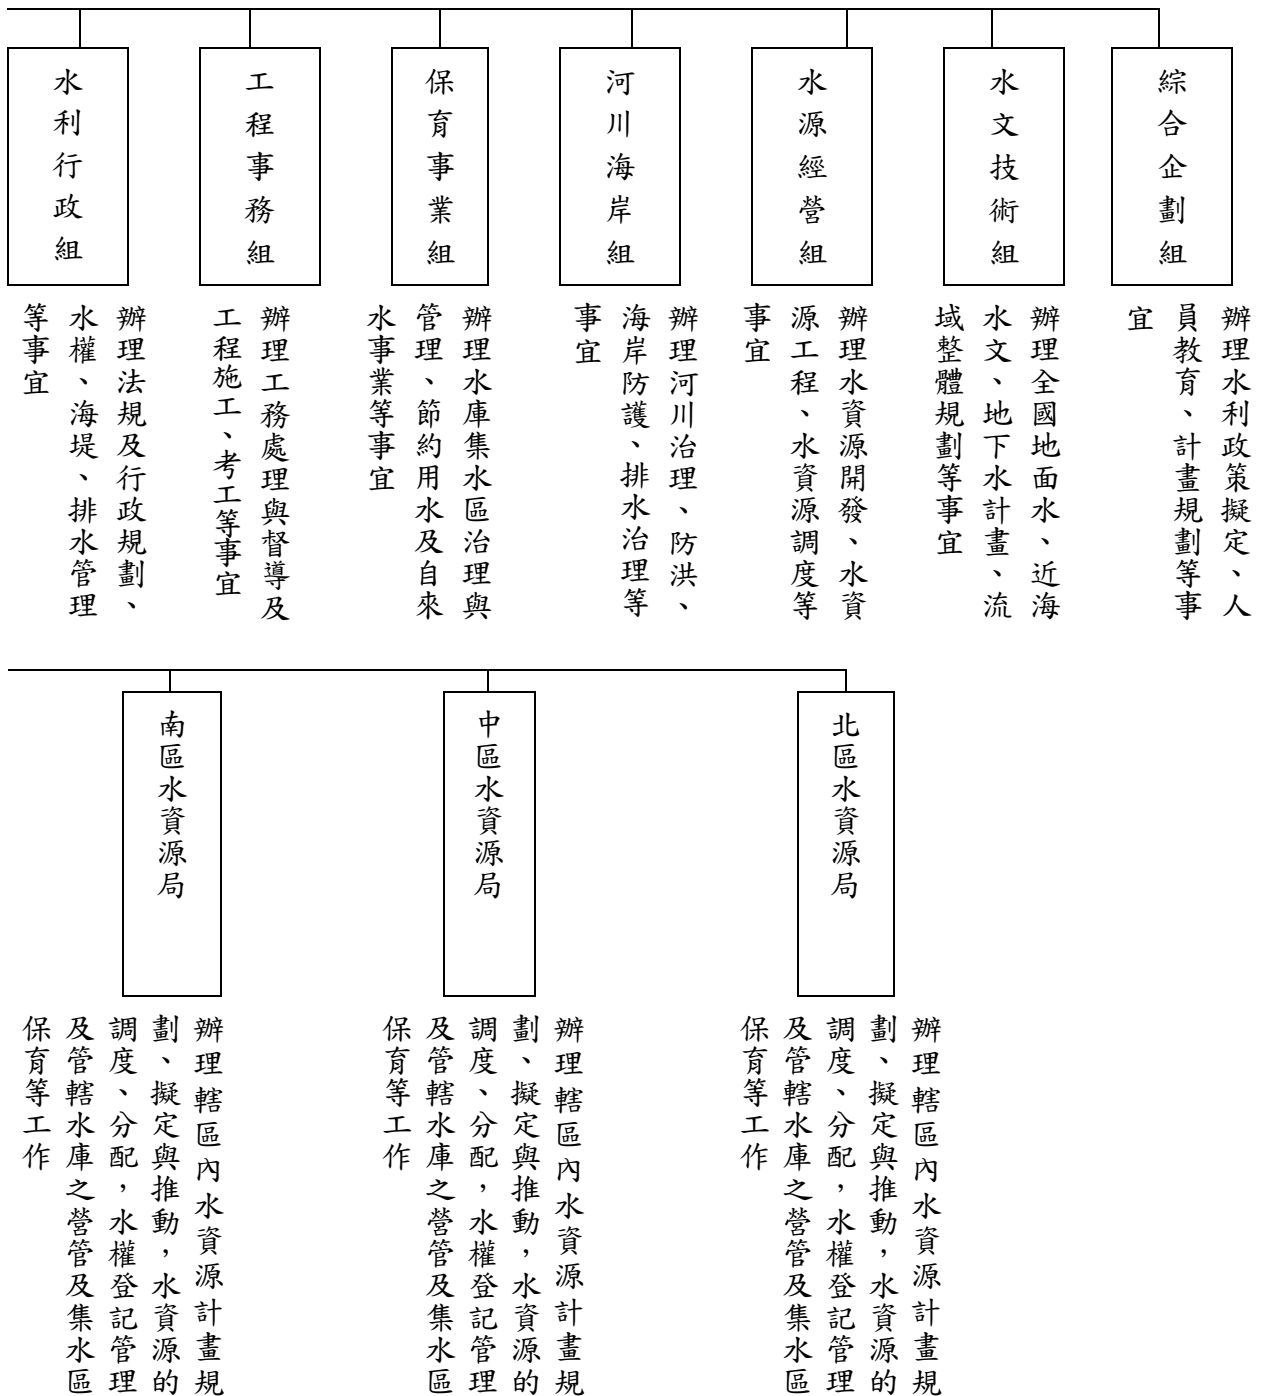 綜合企劃組
辦理水利政策擬定、人
員教育、計畫規劃等事
宜
水文技術組
辦理全國地面水、近海
水文、地下水計畫、流
域整體規劃等事宜
水源經營組
辦理水資源開發、水資
源工程、水資源調度等
事宜
河川海岸組
辦理河川治理、防洪、
海岸防護、排水治理等
事宜
保育事業組
辦理水庫集水區治理與
管理、節約用水及自來
水事業等事宜
工程事務組
辦理工務處理與督導及
工程施工、考工等事宜
水利行政組
辦理法規及行政規劃、
水權、海堤、排水管理
等事宜
北區水資源局
辦理轄區內水資源計畫規
劃、擬定與推動，水資源的
調度、分配，水權登記管理
及管轄水庫之營管及集水區
保育等工作
中區水資源局
辦理轄區內水資源計畫規
劃、擬定與推動，水資源的
調度、分配，水權登記管理
及管轄水庫之營管及集水區
保育等工作
南區水資源局
辦理轄區內水資源計畫規
劃、擬定與推動，水資源的
調度、分配，水權登記管理
及管轄水庫之營管及集水區
保育等工作